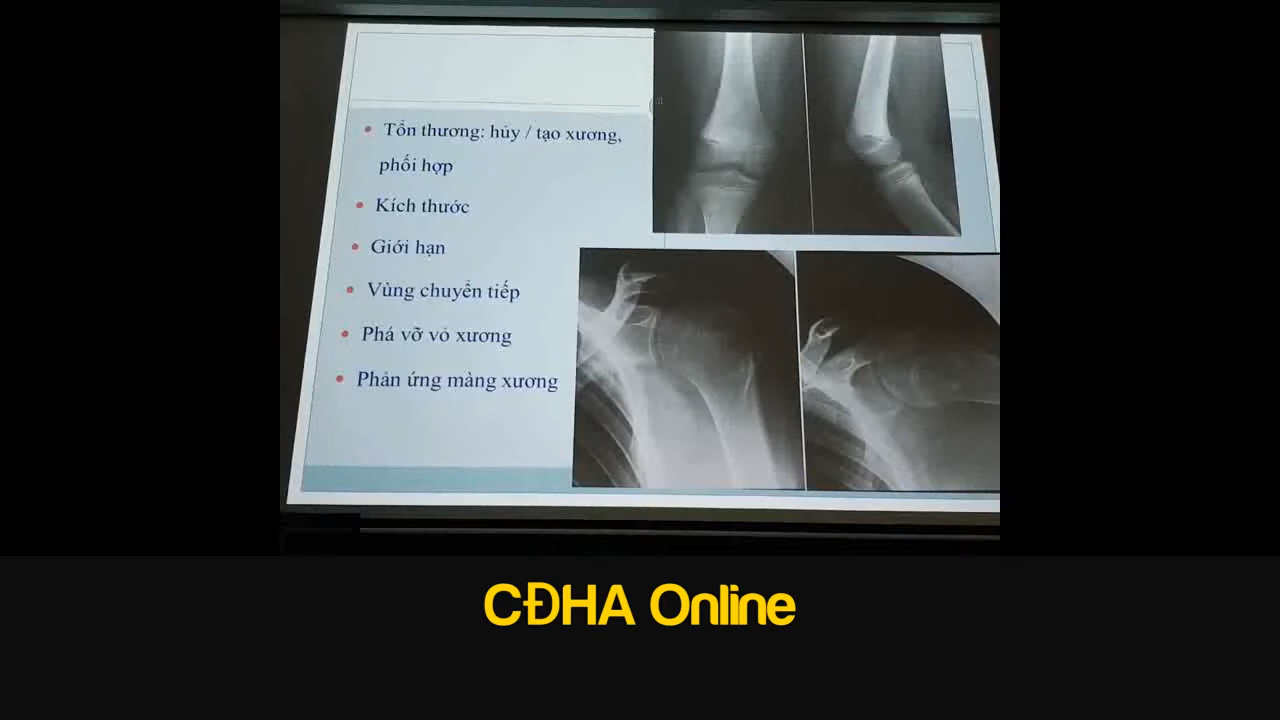 Tổn thương: hủy / tạo xương,
phối hợp
Kích thước
Giới hạn
Vùng chuyển tiếp
Phá vỡ vỏ xương
Phản ứng màng xương
CĐHA Online